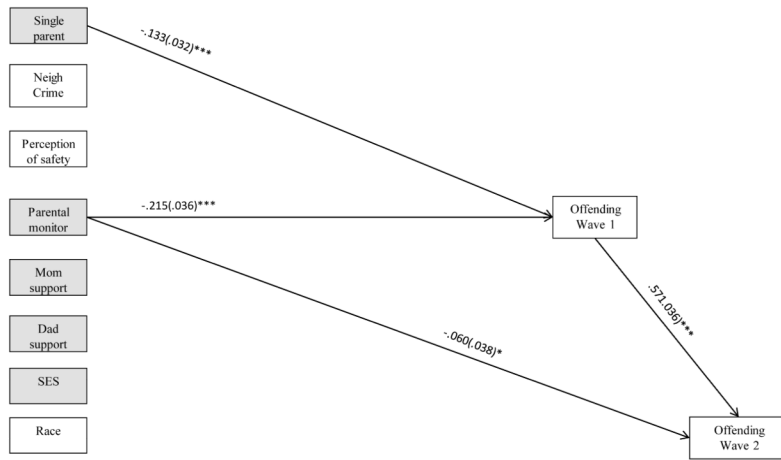 Single
parent
-.133(.032)***
Neigh
Crime
Perception
of safety
Parental
monitor
-.215(.036)***
Offending
Wave 1
Mom
support
.571.036)***
Dad
support
-.060(.038)*
SES
Race
Offending
Wave 2